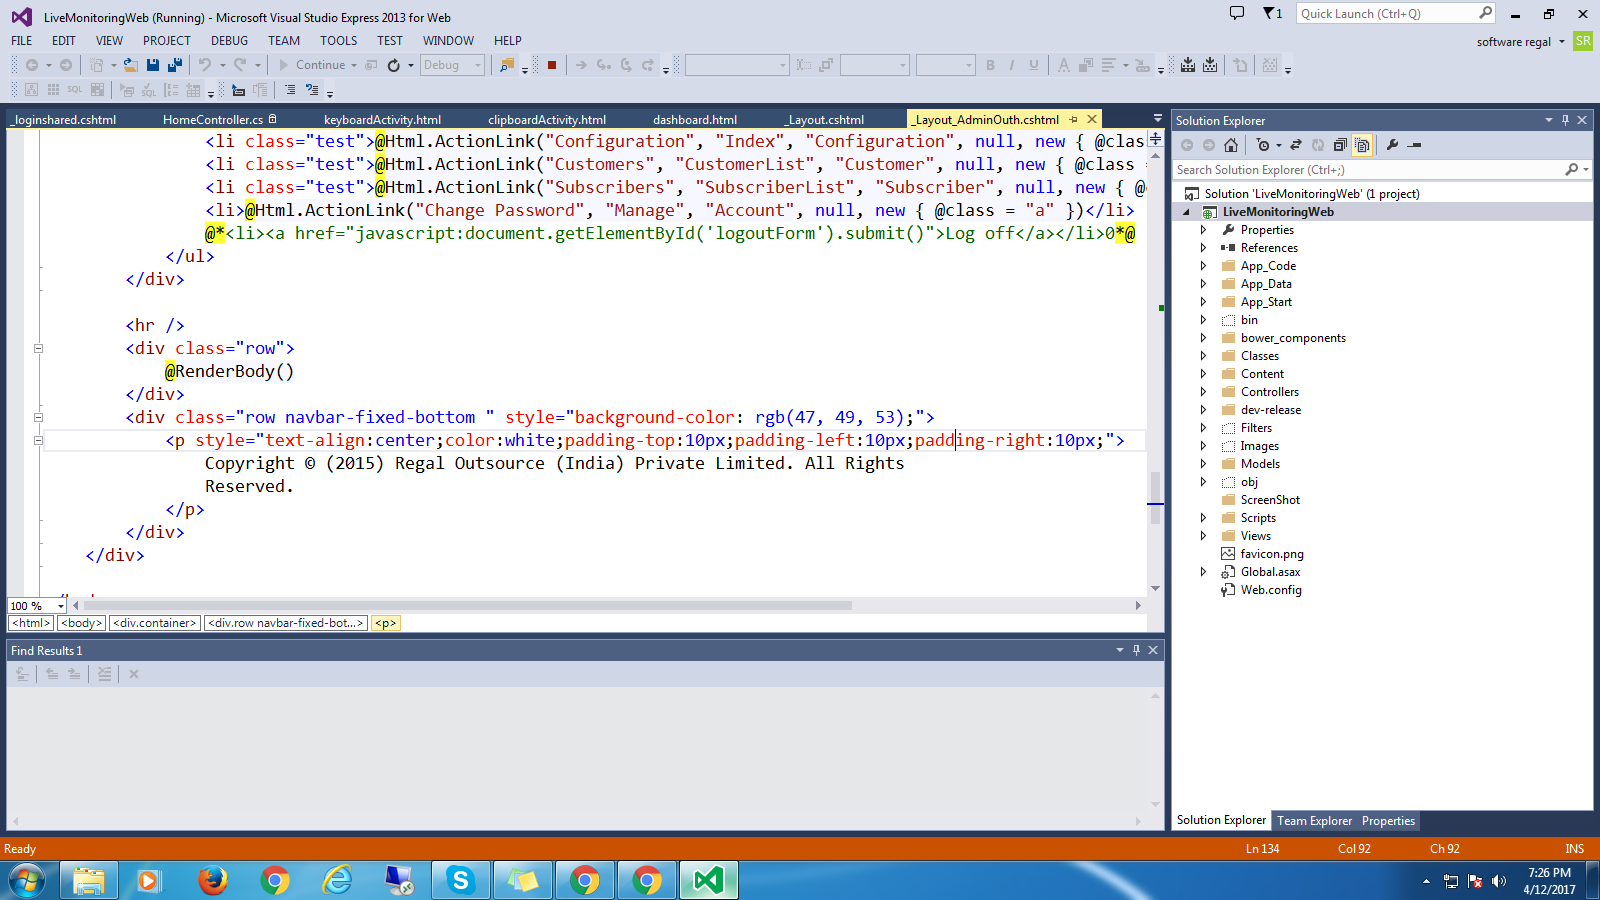 LiveMonitoringWeb (Running) - Microsoft Visual Studio Express 2013 for Web
1
Quick Launch (Ctrl+Q)
FILE EDIT VIEW PROJECT DEBUG TEAM TOOLS TEST WINDOW HELP
software regal
SR
Continue
Debug
B I U A
SQL
_loginshared.cshtml HomeController.cs keyboardActivity.html clipboardActivity.html dashboard.html _Layout.cshtml _Layout_AdminOuth.cshtml
<li class="test">@Html.ActionLink("Configuration", "Index", "Configuration", null, new { @clas
<li class="test">@Html.ActionLink("Customers", "CustomerList", "Customer", null, new { @class =
<li class="test">@Html.ActionLink("Subscribers", "SubscriberList", "Subscriber", null, new { @
<li>@Html.ActionLink("Change Password", "Manage", "Account", null, new { @class = "a" })</li>
@*<li><a href="javascript:document.getElementById('logoutForm').submit()">Log off</a></li>0*@
</ul>
</div>
<hr />
<div class="row">
@RenderBody()
</div>
<div class="row navbar-fixed-bottom " style="background-color: rgb(47, 49, 53);">
<p style="text-align:center;color:white;padding-top:10px;padding-left:10px;padding-right:10px;">
Copyright © (2015) Regal Outsource (India) Private Limited. All Rights
Reserved.
</p>
</div>
</div>
100 %
<html> <body> <div.container> <div.row navbar-fixed-bot...> <p>
Find Results 1
Solution Explorer
Search Solution Explorer (Ctrl+;)
Solution 'LiveMonitoringWeb' (1 project)
LiveMonitoringWeb
Properties
References
App_Code
App_Data
App_Start
bin
bower_components
Classes
Content
Controllers
dev-release
Filters
Images
Models
obj
ScreenShot
Scripts
Views
favicon.png
Global.asax
Web.config
Solution Explorer Team Explorer Properties
Ready
Ln 134 Col 92 Ch 92 INS
7:26 PM
4/12/2017